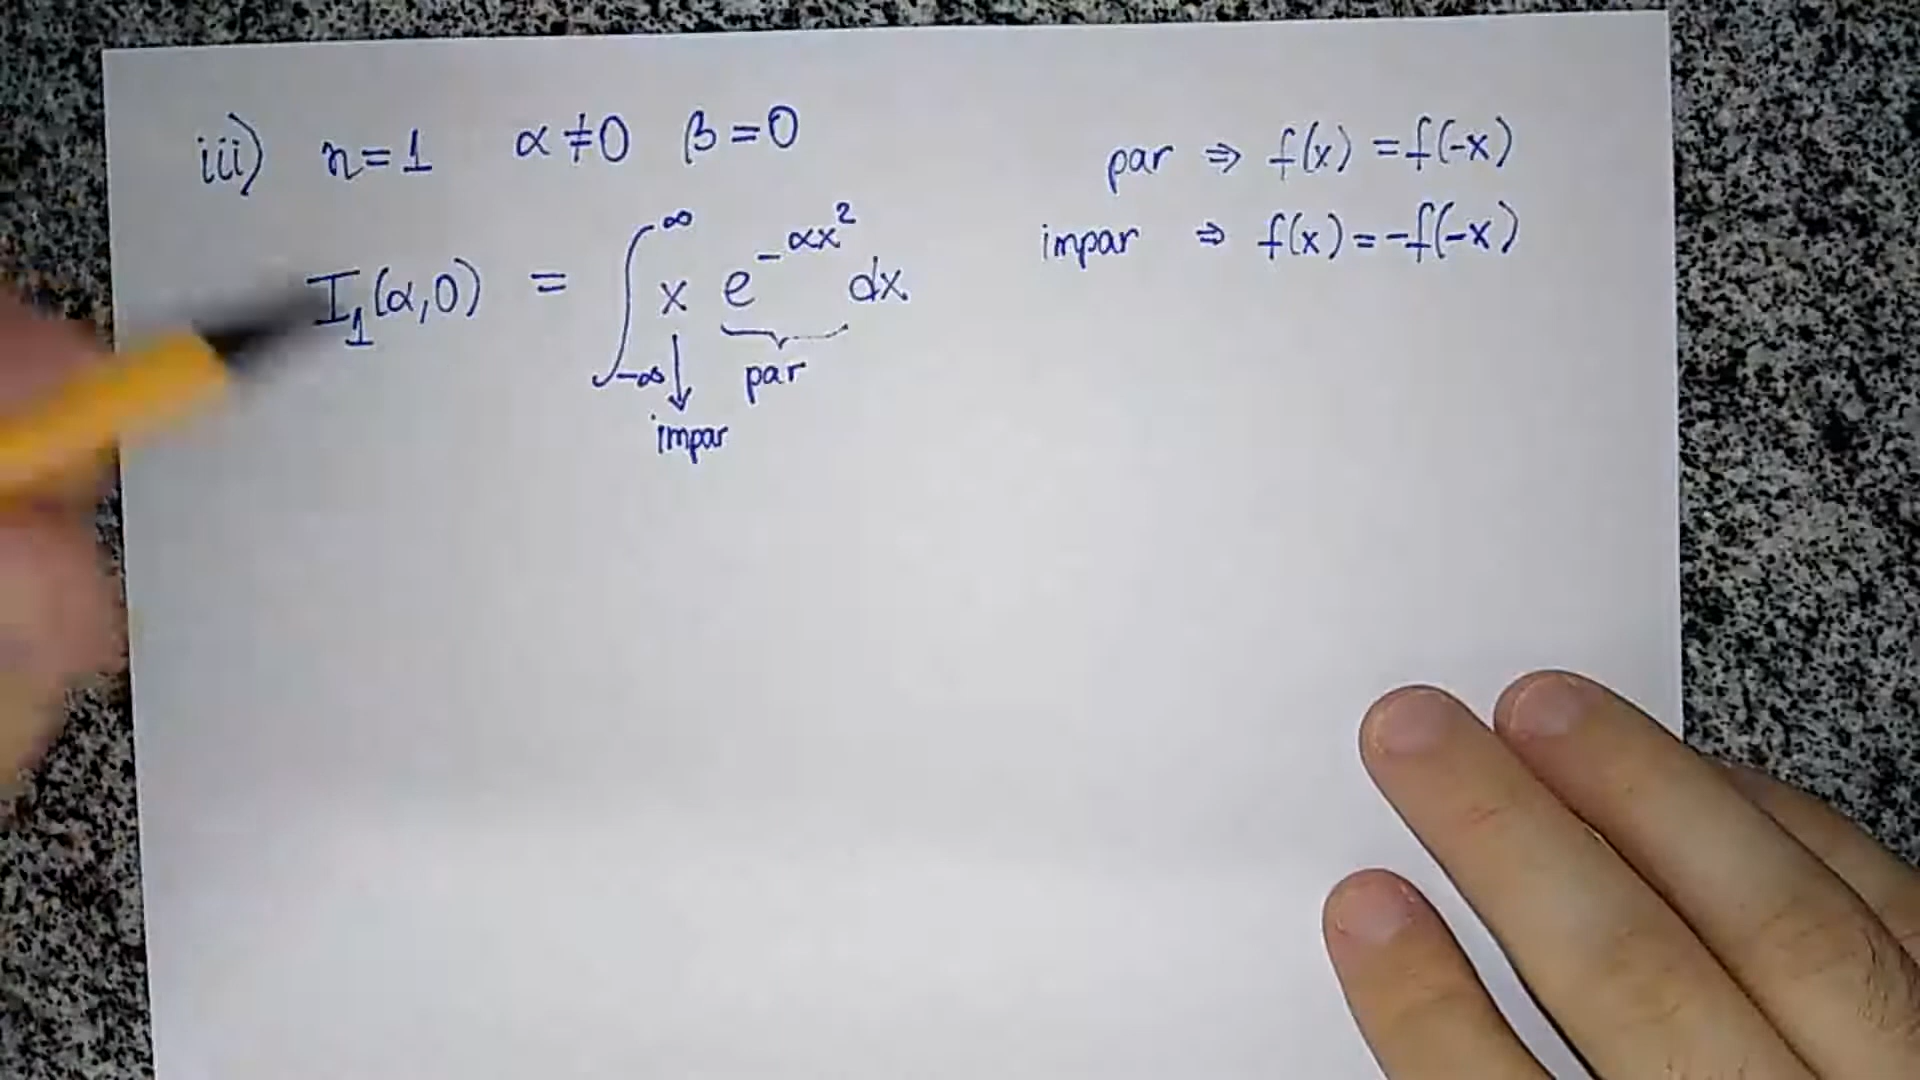 iii) n=1 α≠0 β=0
par ⇒ f(x) = f(-x)
impar ⇒ f(x) = -f(-x)
I₁(α,0) = ∫_{-∞}^{∞} x e^{-αx²} dx
par
impar